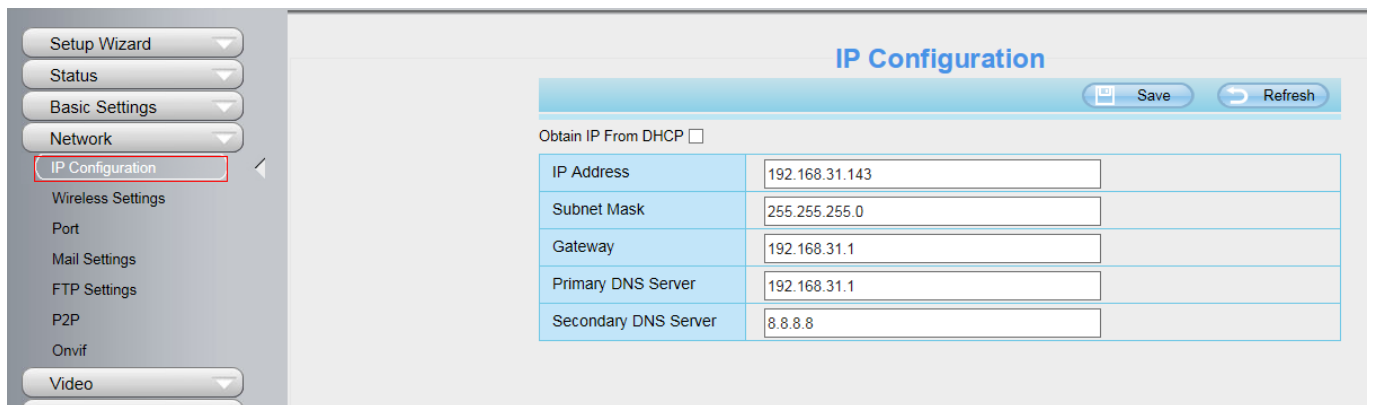 Setup Wizard
Status
Basic Settings
Network
IP Configuration
Wireless Settings
Port
Mail Settings
FTP Settings
P2P
Onvif
Video
IP Configuration
Save Refresh
Obtain IP From DHCP
IP Address 192.168.31.143
Subnet Mask 255.255.255.0
Gateway 192.168.31.1
Primary DNS Server 192.168.31.1
Secondary DNS Server 8.8.8.8